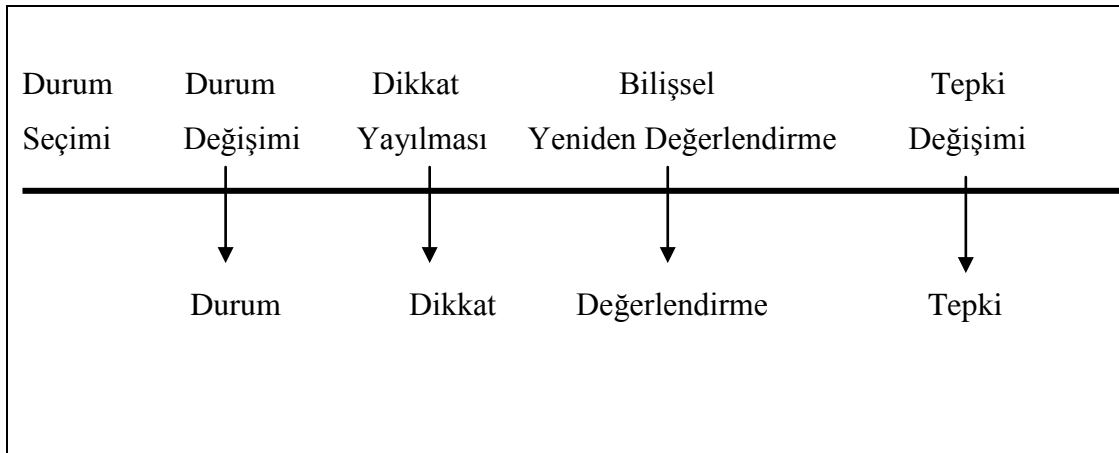 Durum Durum Dikkat Bilişsel Tepki
Seçimi Değişimi Yayılması Yeniden Değerlendirme Değişimi
Durum Dikkat Değerlendirme Tepki